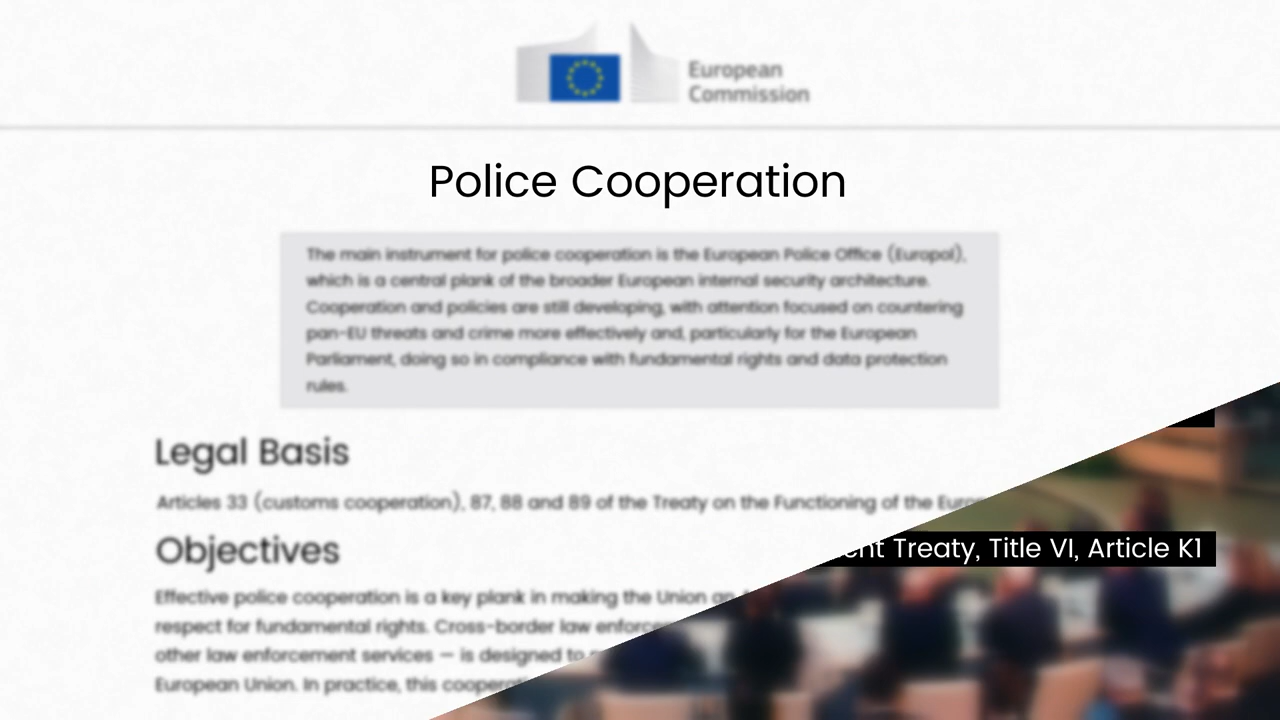 European
Commission
Police Cooperation
The main instrument for police cooperation is the European Police Office (Europol),
which is a central plank of the broader European internal security architecture.
Cooperation and policies are still developing, with attention focused on countering
pan-EU threats and crime more effectively and, particularly for the European
Parliament, doing so in compliance with fundamental rights and data protection
rules.
Legal Basis
Articles 33 (customs cooperation), 87, 88 and 89 of the Treaty on the Functioning of the
Objectives
Treaty, Title VI, Article K1
Effective police cooperation is a key plank in making the Union
respect for fundamental rights. Cross-border law
other law enforcement services — is designed to
European Union. In practice, this